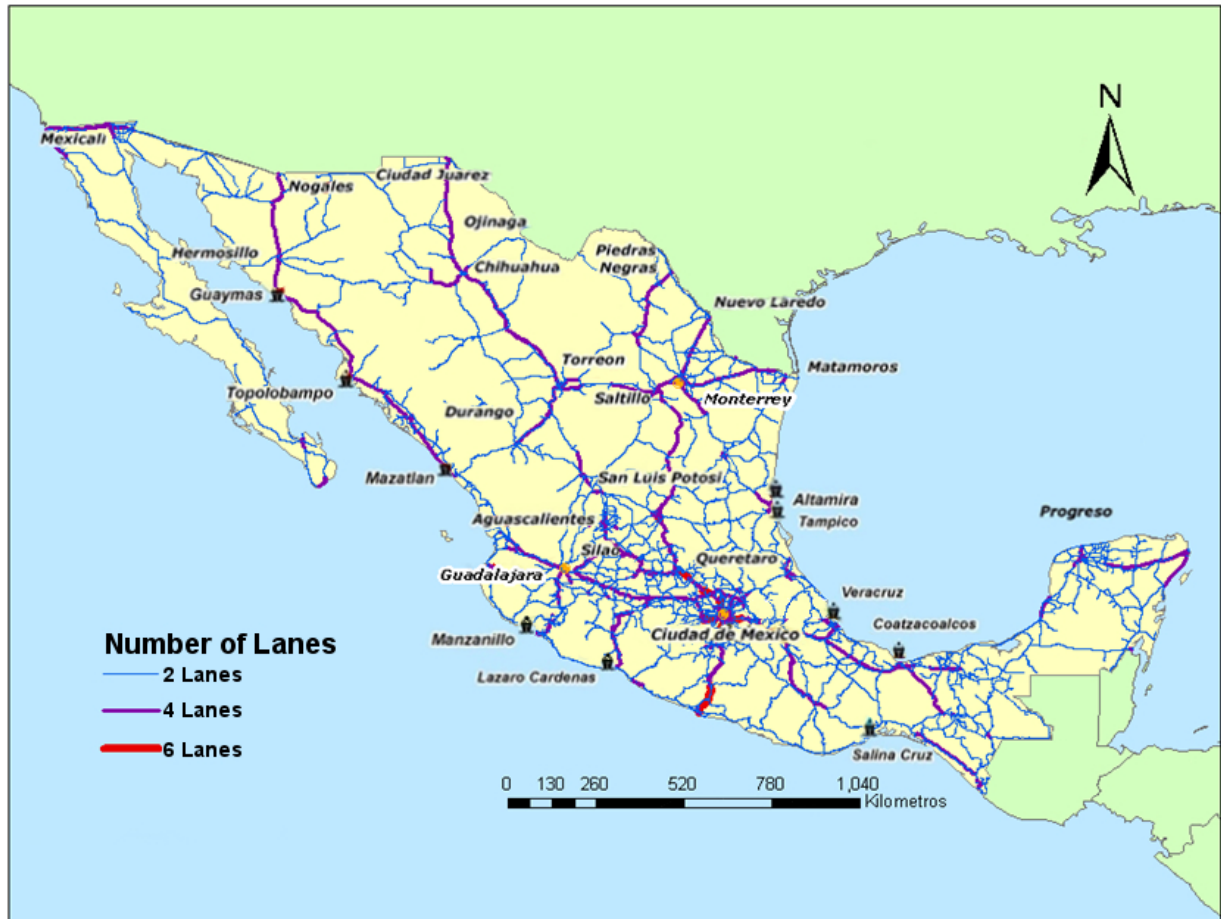 N
Mexicali
Nogales
Ciudad Juarez
Ojinaga
Hermosillo
Chihuahua
Piedras
Negras
Guaymas
Nuevo Laredo
Torreon
Matamoros
Topolobampo
Saltillo
Monterrey
Durango
Mazatlan
San Luis Potosi
Altamira
Aguascalientes
Tampico
Progreso
Silao
Queretaro
Guadalajara
Veracruz
Manzanillo
Ciudad de Mexico
Coatzacoalcos
Lazaro Cardenas
Salina Cruz
Number of Lanes
2 Lanes
4 Lanes
6 Lanes
0 130 260 520 780 1,040
Kilometros